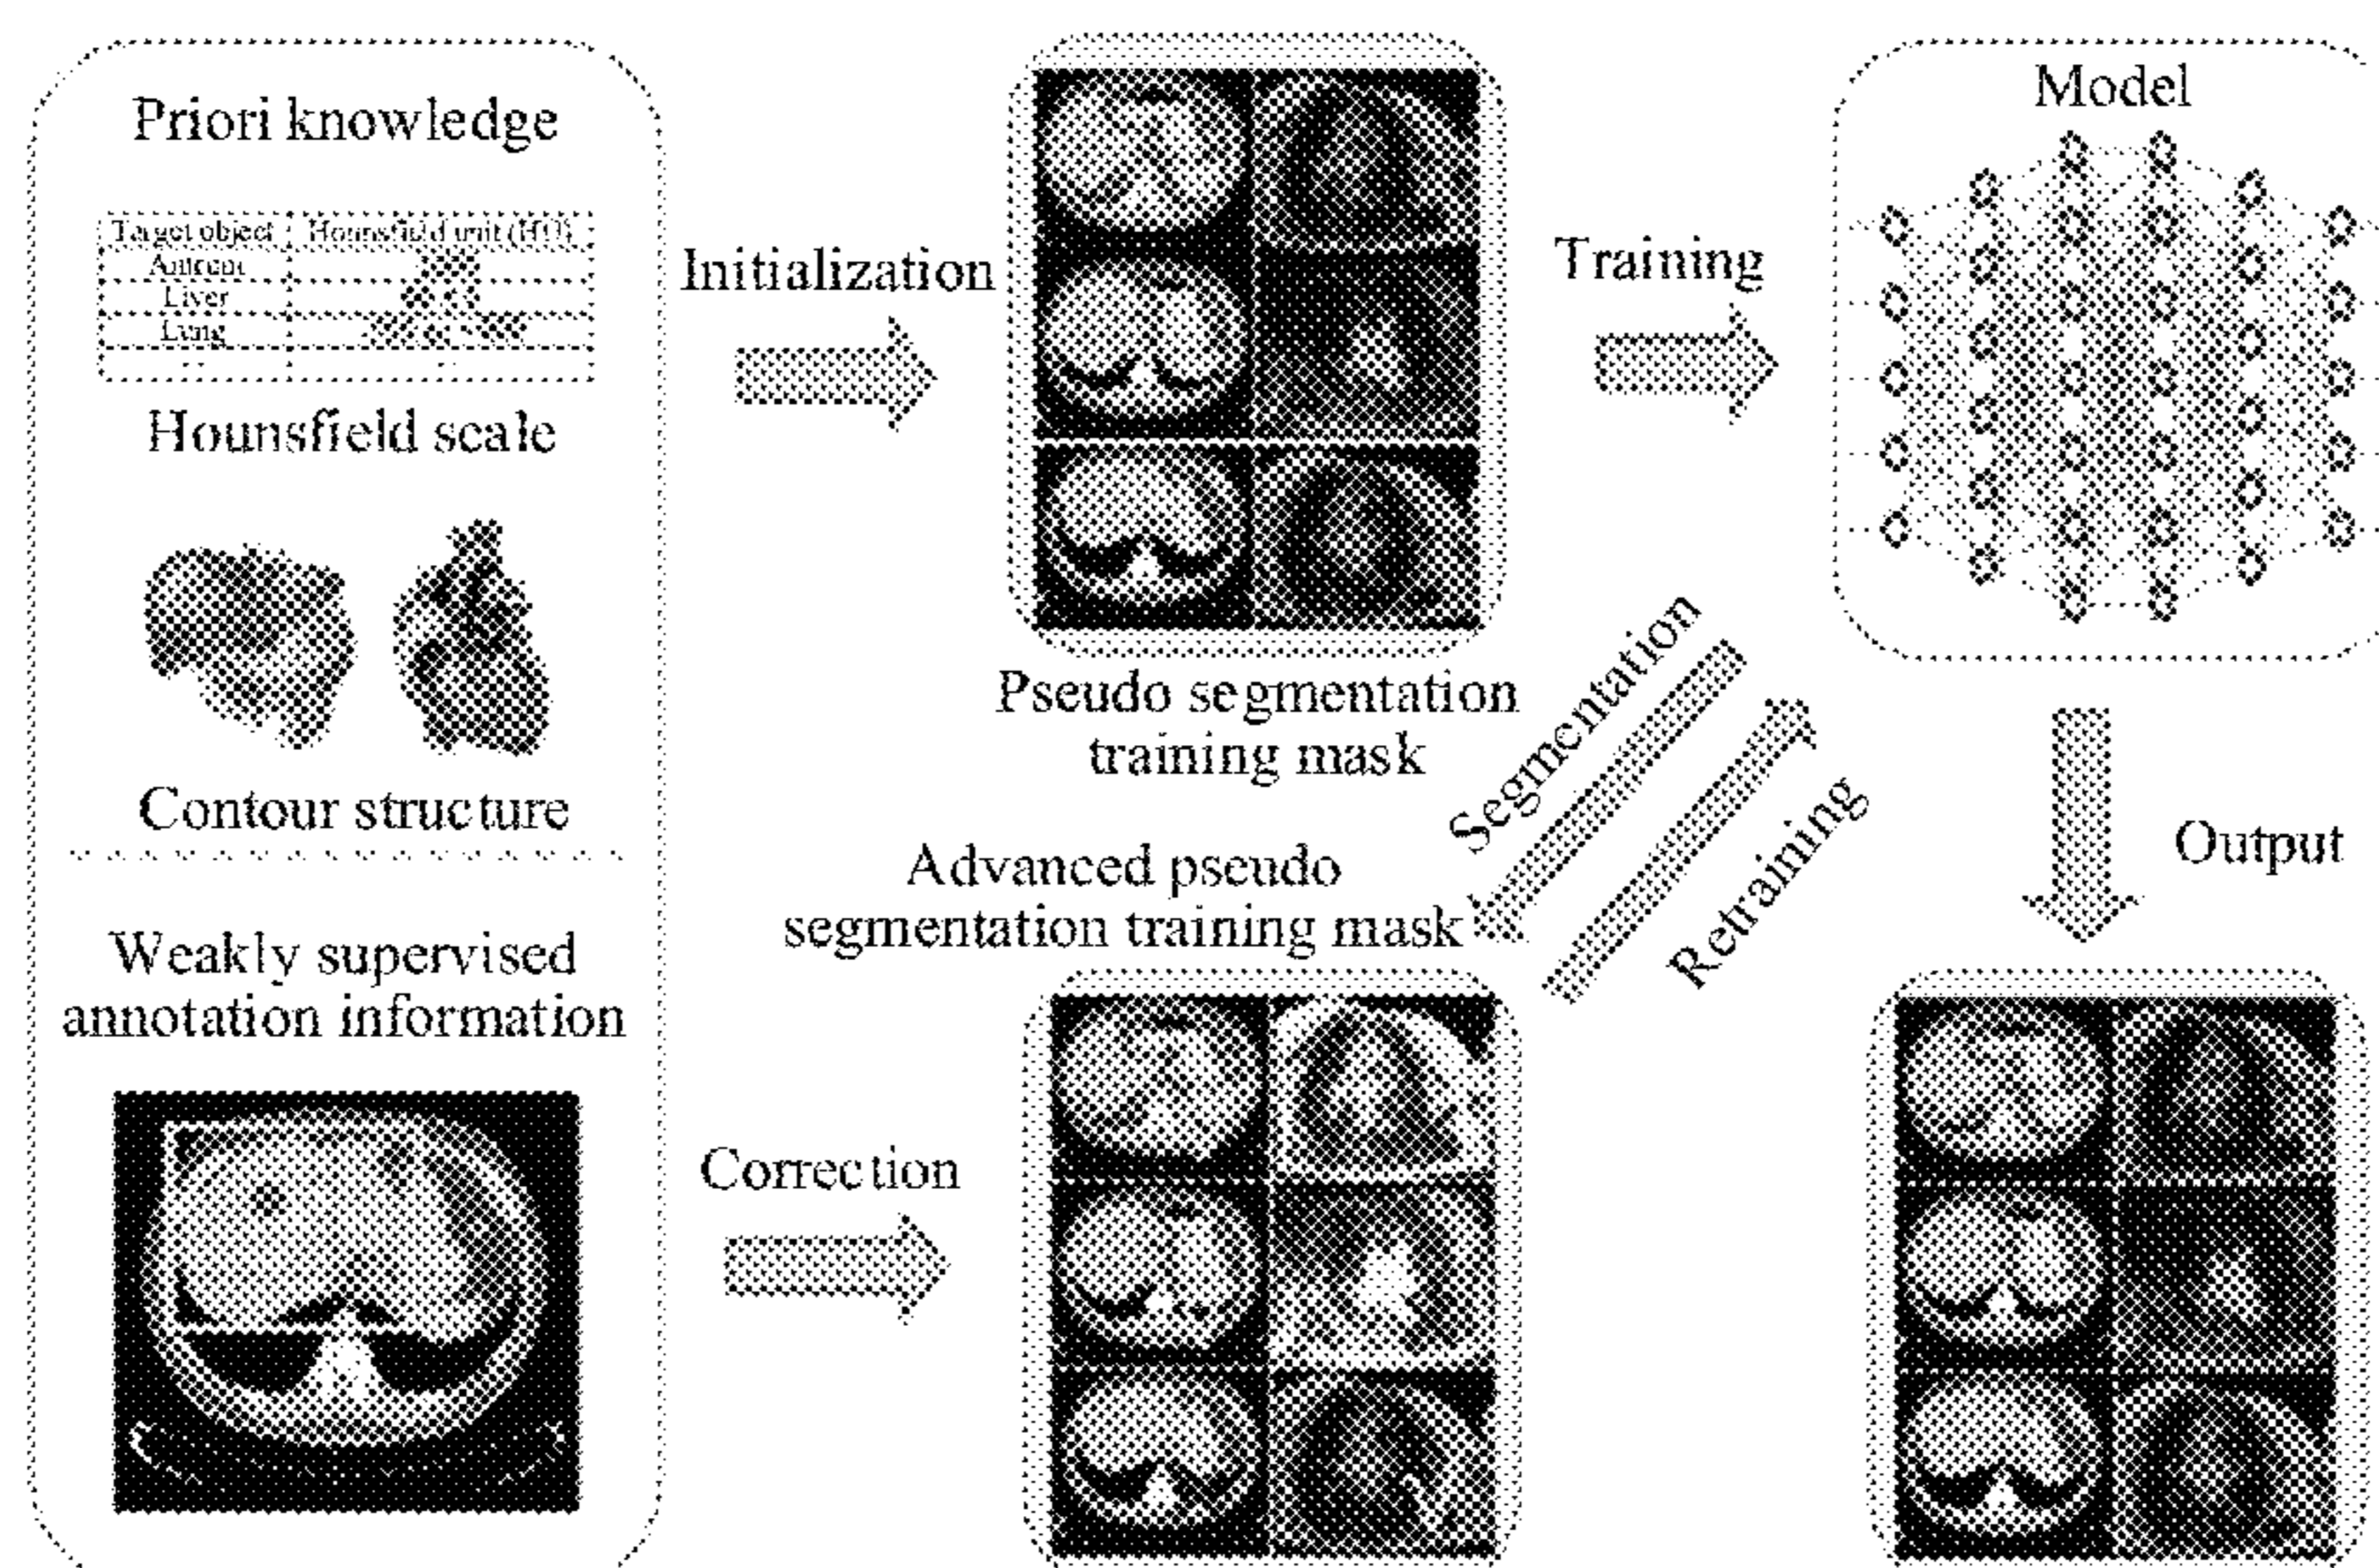 Priori knowledge
Target object Hounsfield unit (HU)
Liver
Lung
Hounsfield scale
Contour structure
Weakly supervised
annotation information
Initialization
Pseudo segmentation
training mask
Training
Model
Segmentation
Retraining
Output
Advanced pseudo
segmentation training mask
Correction